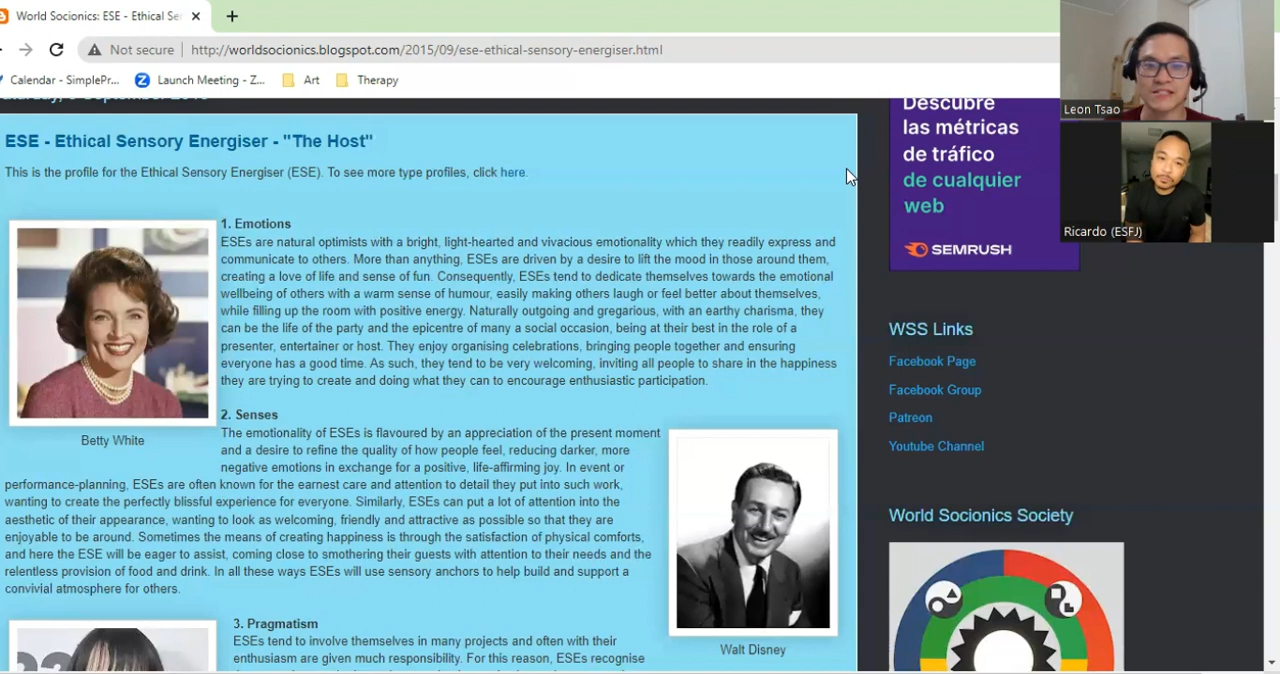 World Socionics: ESE - Ethical Se
Not secure | http://worldsocionics.blogspot.com/2015/09/ese-ethical-sensory-energiser.html
Calendar - SimplePr...
Launch Meeting - Z...
Art
Therapy
ESE - Ethical Sensory Energiser - "The Host"
This is the profile for the Ethical Sensory Energiser (ESE). To see more type profiles, click here.
1. Emotions
ESEs are natural optimists with a bright, light-hearted and vivacious emotionality which they readily express and
communicate to others. More than anything, ESEs are driven by a desire to lift the mood in those around them,
creating a love of life and sense of fun. Consequently, ESEs tend to dedicate themselves towards the emotional
wellbeing of others with a warm sense of humour, easily making others laugh or feel better about themselves,
while filling up the room with positive energy. Naturally outgoing and gregarious, with an earthy charisma, they
can be the life of the party and the epicentre of many a social occasion, being at their best in the role of a
presenter, entertainer or host. They enjoy organising celebrations, bringing people together and ensuring
everyone has a good time. As such, they tend to be very welcoming, inviting all people to share in the happiness
they are trying to create and doing what they can to encourage enthusiastic participation.
Betty White
2. Senses
The emotionality of ESEs is flavoured by an appreciation of the present moment
and a desire to refine the quality of how people feel, reducing darker, more
negative emotions in exchange for a positive, life-affirming joy. In event or
performance-planning, ESEs are often known for the earnest care and attention to detail they put into such work,
wanting to create the perfectly blissful experience for everyone. Similarly, ESEs can put a lot of attention into the
aesthetic of their appearance, wanting to look as welcoming, friendly and attractive as possible so that they are
enjoyable to be around. Sometimes the means of creating happiness is through the satisfaction of physical comforts,
and here the ESE will be eager to assist, coming close to smothering their guests with attention to their needs and the
relentless provision of food and drink. In all these ways ESEs will use sensory anchors to help build and support a
convivial atmosphere for others.
Walt Disney
3. Pragmatism
ESEs tend to involve themselves in many projects and often with their
enthusiasm are given much responsibility. For this reason, ESEs recognise
Descubre
las métricas
de tráfico
de cualquier
web
SEMRUSH
WSS Links
Facebook Page
Facebook Group
Patreon
Youtube Channel
World Socionics Society
Leon Tsao
Ricardo (ESFJ)